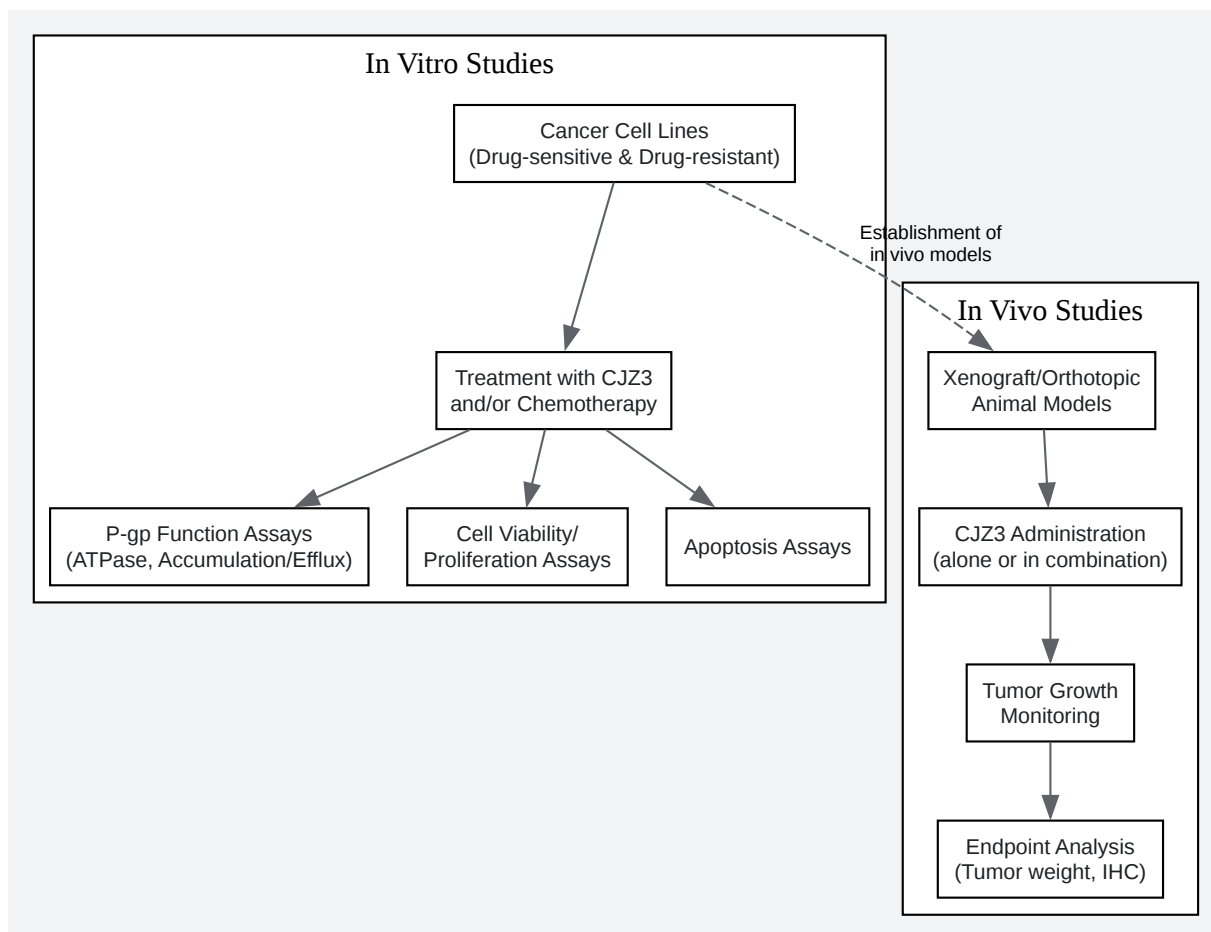 In Vitro Studies
Cancer Cell Lines
(Drug-sensitive & Drug-resistant)
Establishment of
in vivo models
In Vivo Studies
Treatment with CJZ3
and/or Chemotherapy
Xenograft/Orthotopic
Animal Models
P-gp Function Assays
(ATPase, Accumulation/Efflux)
Cell Viability/
Proliferation Assays
Apoptosis Assays
CJZ3 Administration
(alone or in combination)
Tumor Growth
Monitoring
Endpoint Analysis
(Tumor weight, IHC)